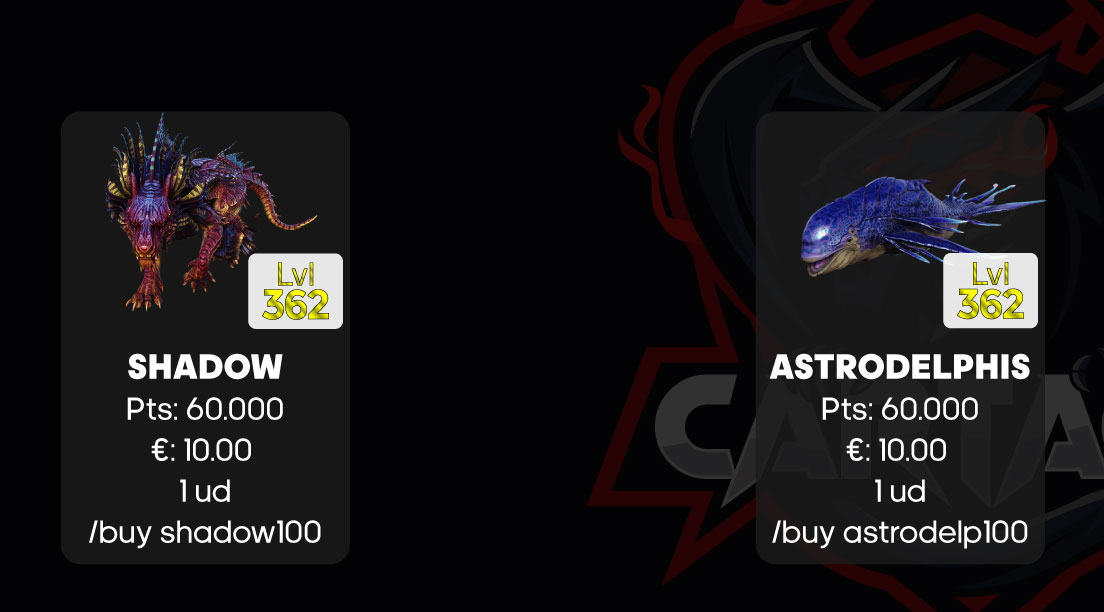 Lvl
362
SHADOW
Pts: 60.000
€: 10.00
1 ud
/buy shadow100
Lvl
362
ASTRODELPHIS
Pts: 60.000
€: 10.00
1 ud
/buy astrodelp100